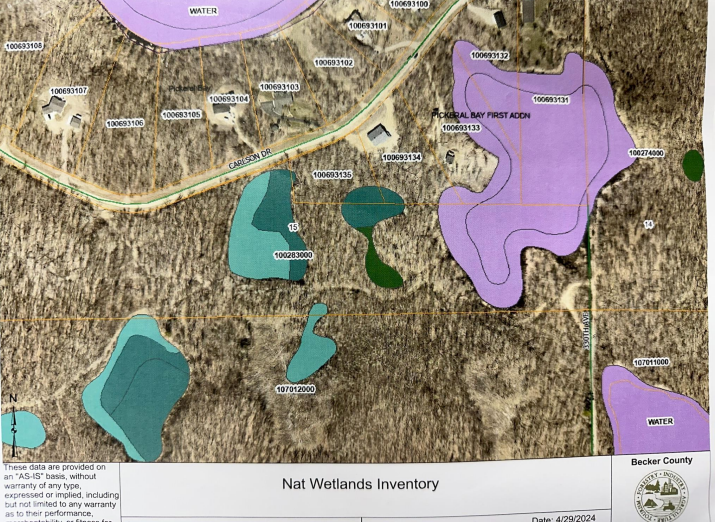 WATER
100693100
100693101
100693108
100693102
100693132
100693107
Pickeral Bay
100693103
100693104
100693131
100693105
100693106
PICKERAL BAY FIRST ADDN
100693133
CARLSON DR
100693134
100274000
100693135
15
14
100283000
107011000
107012000
N
WATER
These data are provided on
an "AS-IS" basis, without
warranty of any type,
expressed or implied, including
but not limited to any warranty
as to their performance,
Nat Wetlands Inventory
Date: 4/29/2024
Becker County